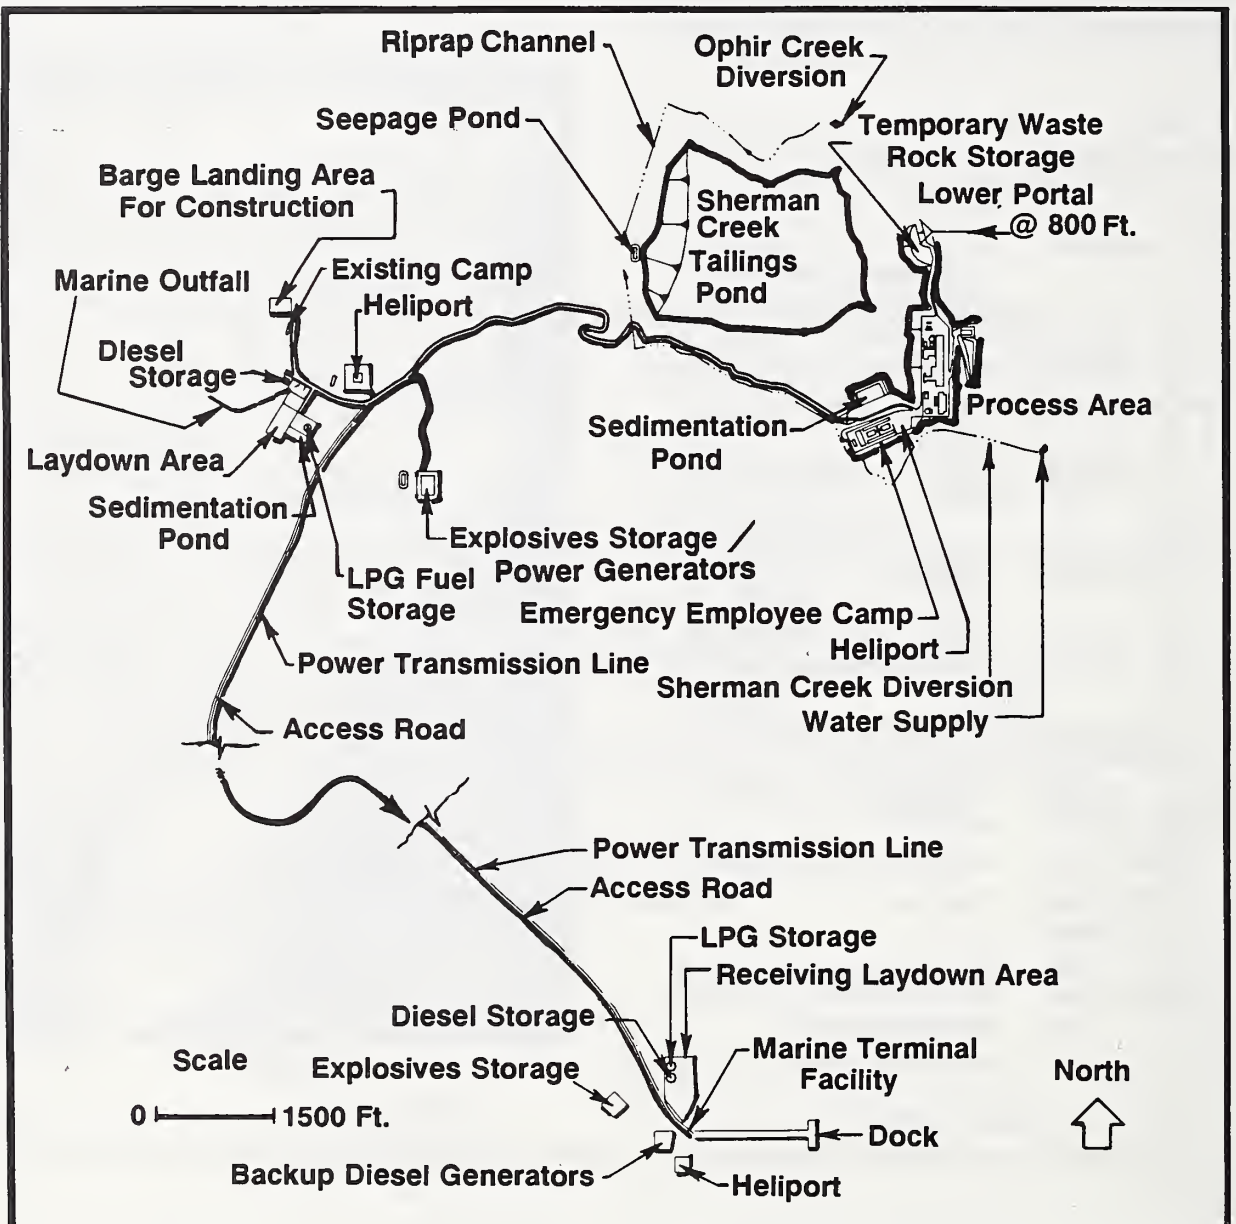 Riprap Channel
Ophir Creek
Diversion
Seepage Pond
Temporary Waste
Rock Storage
Barge Landing Area
For Construction
Lower Portal
@ 800 Ft.
Sherman
Creek
Tailings
Pond
Marine Outfall
Existing Camp
Heliport
Diesel
Storage
Process Area
Sedimentation
Pond
Laydown Area
Sedimentation
Pond
Explosives Storage /
Power Generators
LPG Fuel
Storage
Emergency Employee Camp
Heliport
Power Transmission Line
Sherman Creek Diversion
Water Supply
Access Road
Power Transmission Line
Access Road
LPG Storage
Receiving Laydown Area
Diesel Storage
Marine Terminal
Facility
Scale
0 1500 Ft.
Explosives Storage
North
Dock
Backup Diesel Generators
Heliport